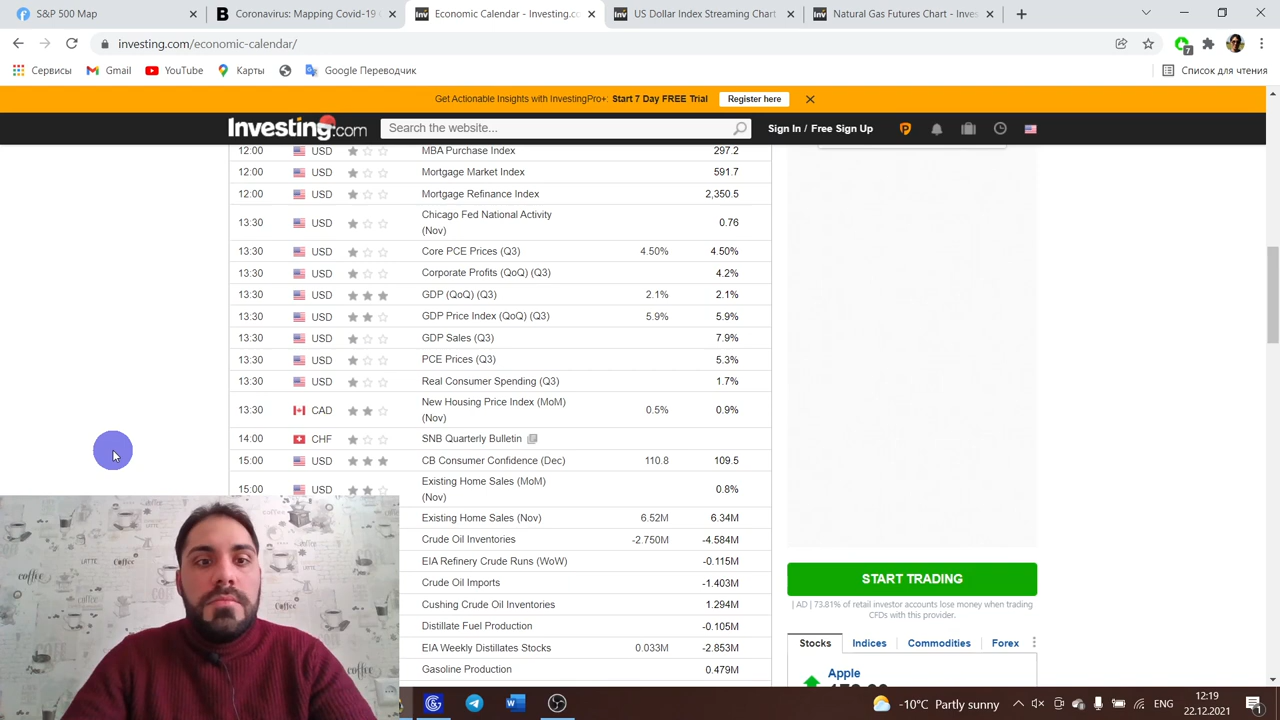 S&P 500 Map
Coronavirus: Mapping Covid-19
Economic Calendar - Investing.co
US Dollar Index Streaming Chart
Natural Gas Futures Chart - Inves
investing.com/economic-calendar/
7
Сервисы
Gmail
YouTube
Карты
Google Переводчик
Список для чтения
Get Actionable Insights with InvestingPro+: Start 7 Day FREE Trial
Register here
Investing.com
Search the website...
Sign In / Free Sign Up
12:00 USD MBA Purchase Index 297.2
12:00 USD Mortgage Market Index 591.7
12:00 USD Mortgage Refinance Index 2,350.5
13:30 USD Chicago Fed National Activity 0.76
(Nov)
13:30 USD Core PCE Prices (Q3) 4.50% 4.50%
13:30 USD Corporate Profits (QoQ) (Q3) 4.2%
13:30 USD GDP (QoQ) (Q3) 2.1% 2.1%
13:30 USD GDP Price Index (QoQ) (Q3) 5.9% 5.9%
13:30 USD GDP Sales (Q3) 7.9%
13:30 USD PCE Prices (Q3) 5.3%
13:30 USD Real Consumer Spending (Q3) 1.7%
13:30 CAD New Housing Price Index (MoM) 0.5% 0.9%
(Nov)
14:00 CHF SNB Quarterly Bulletin
15:00 USD CB Consumer Confidence (Dec) 110.8 109.5
15:00 USD Existing Home Sales (MoM) 0.8%
(Nov)
Existing Home Sales (Nov) 6.52M 6.34M
Crude Oil Inventories -2.750M -4.584M
EIA Refinery Crude Runs (WoW) -0.115M
Crude Oil Imports -1.403M
Cushing Crude Oil Inventories 1.294M
Distillate Fuel Production -0.105M
EIA Weekly Distillates Stocks 0.033M -2.853M
Gasoline Production 0.479M
START TRADING
| AD | 73.81% of retail investor accounts lose money when trading
CFDs with this provider.
Stocks
Indices
Commodities
Forex
Apple
-10°C Partly sunny
ENG
12:19
22.12.2021